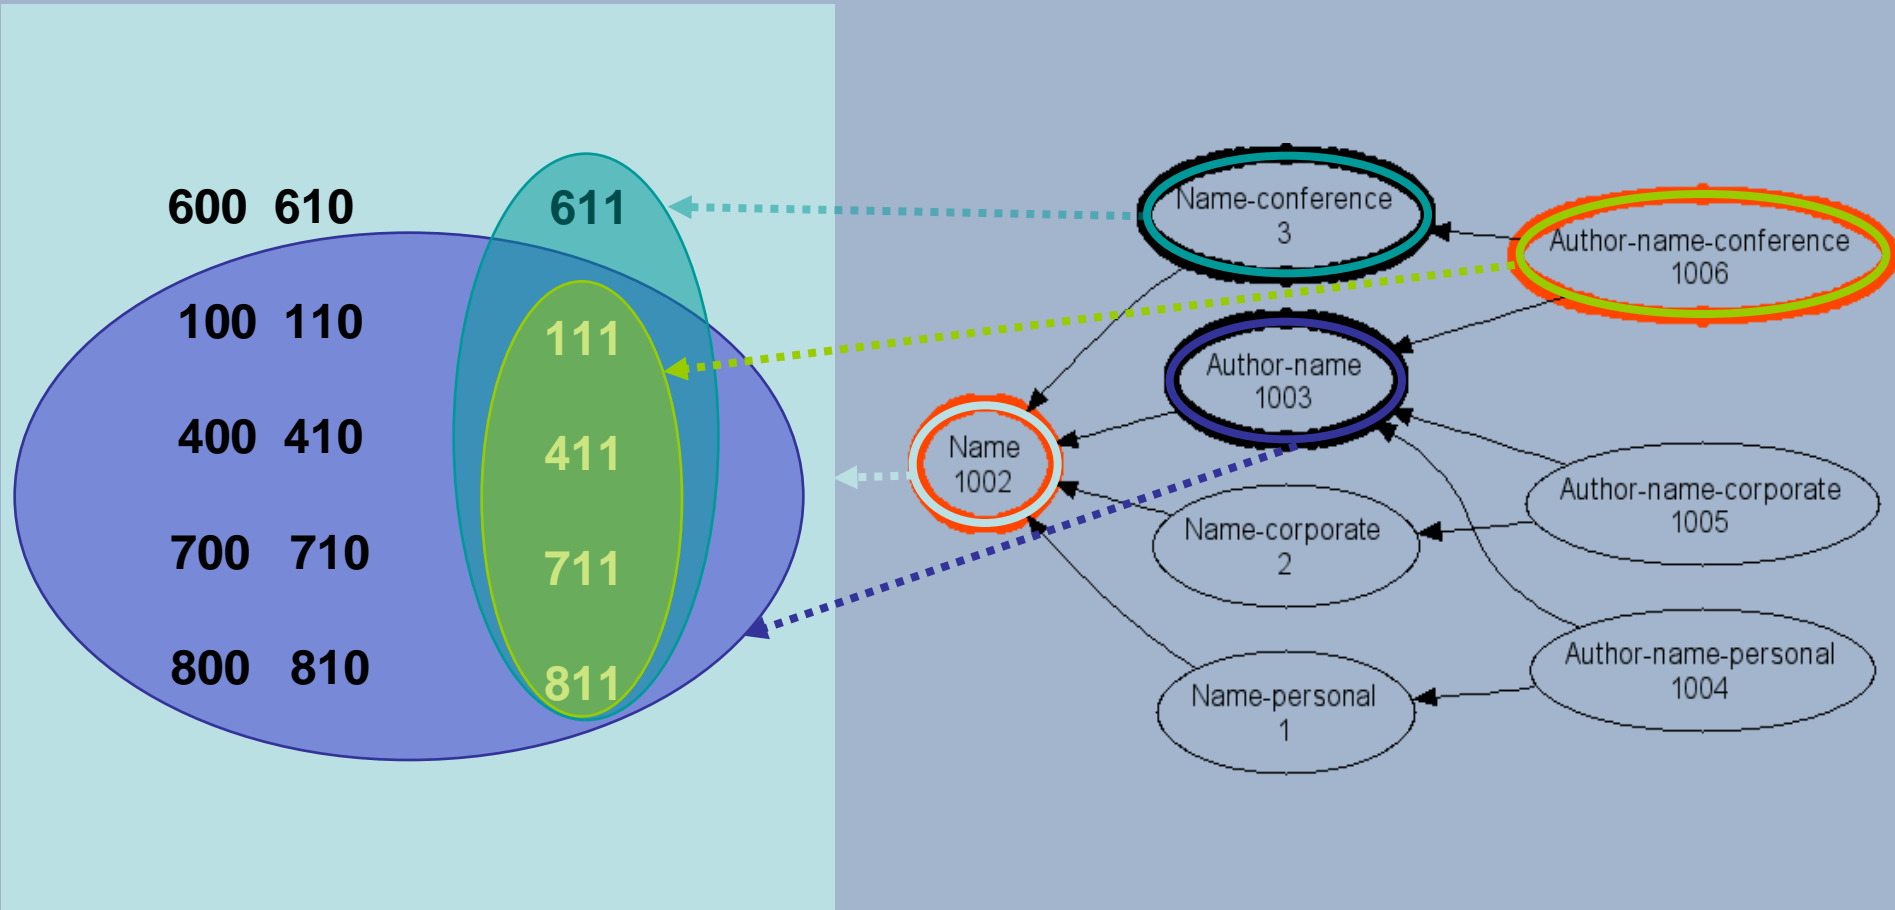 600 610 611
100 110 111
400 410 411
700 710 711
800 810 811
Name-conference
3
Author-name-conference
1006
Author-name
1003
Name
1002
Author-name-corporate
1005
Name-corporate
2
Author-name-personal
1004
Name-personal
1